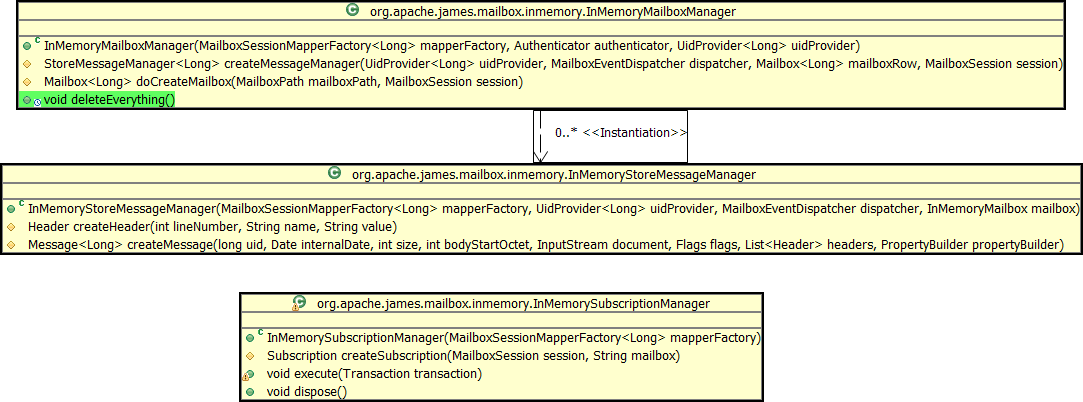 org.apache.james.mailbox.inmemory.InMemoryMailboxManager
InMemoryMailboxManager(MailboxSessionMapperFactory<Long> mapperFactory, Authenticator authenticator, UidProvider<Long> uidProvider)
StoreMessageManager<Long> createMessageManager(UidProvider<Long> uidProvider, MailboxEventDispatcher dispatcher, Mailbox<Long> mailboxRow, MailboxSession session)
Mailbox<Long> doCreateMailbox(MailboxPath mailboxPath, MailboxSession session)
void deleteEverything()
0..* <<Instantiation>>
org.apache.james.mailbox.inmemory.InMemoryStoreMessageManager
InMemoryStoreMessageManager(MailboxSessionMapperFactory<Long> mapperFactory, UidProvider<Long> uidProvider, MailboxEventDispatcher dispatcher, InMemoryMailbox mailbox)
Header createHeader(int lineNumber, String name, String value)
Message<Long> createMessage(long uid, Date internalDate, int size, int bodyStartOctet, InputStream document, Flags flags, List<Header> headers, PropertyBuilder propertyBuilder)
org.apache.james.mailbox.inmemory.InMemorySubscriptionManager
InMemorySubscriptionManager(MailboxSessionMapperFactory<Long> mapperFactory)
Subscription createSubscription(MailboxSession session, String mailbox)
void execute(Transaction transaction)
void dispose()